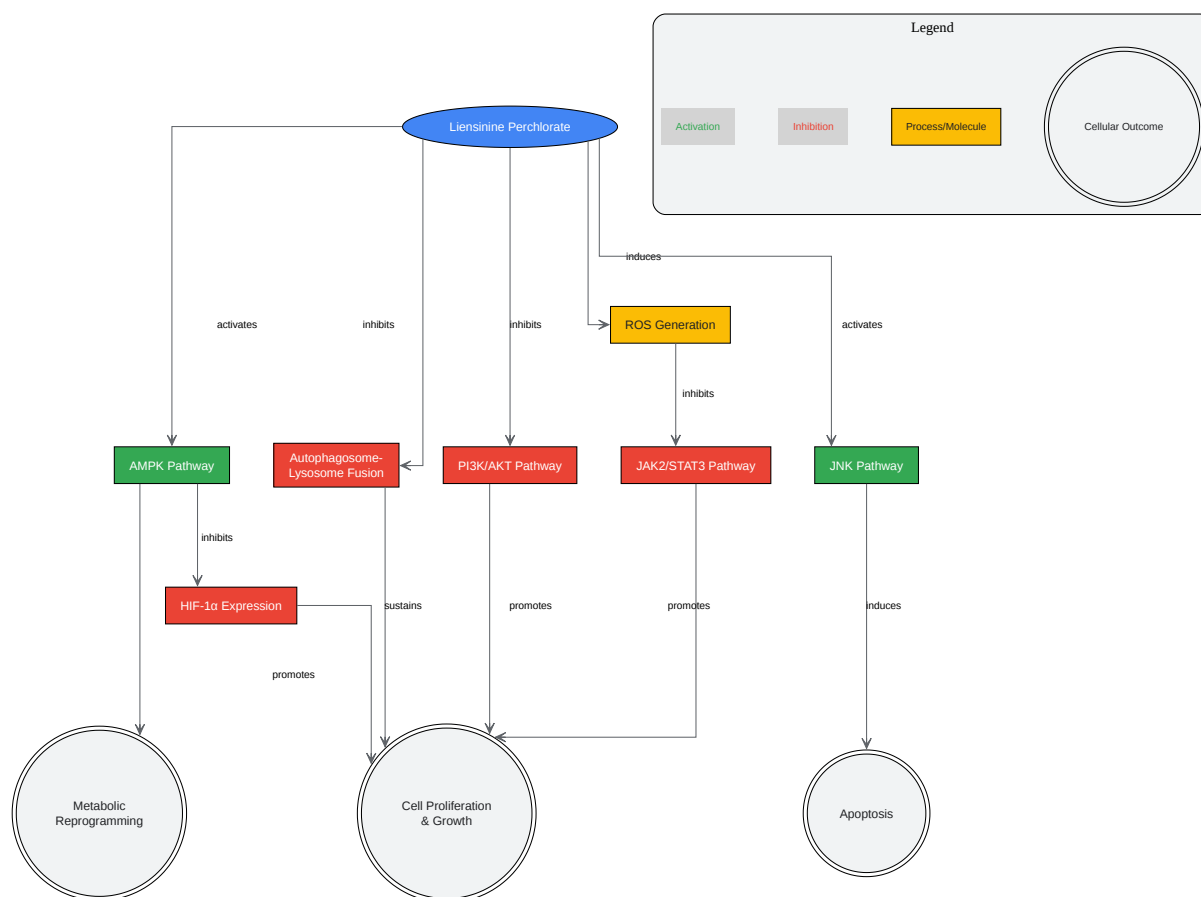 Legend
Activation
Inhibition
Process/Molecule
Cellular Outcome
Liensinine Perchlorate
induces
ROS Generation
activates
inhibits
inhibits
activates
inhibits
AMPK Pathway
Autophagosome-
Lysosome Fusion
PI3K/AKT Pathway
JAK2/STAT3 Pathway
JNK Pathway
inhibits
HIF-1α Expression
sustains
promotes
promotes
induces
promotes
Metabolic
Reprogramming
Cell Proliferation
& Growth
Apoptosis